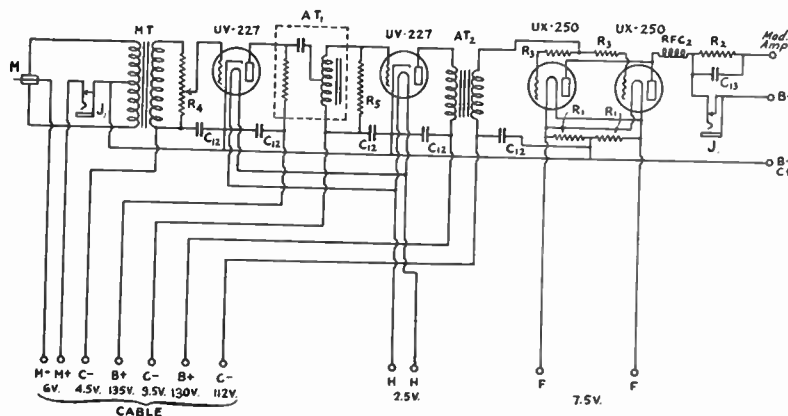 AT₁
MT
UV-227
UV-227
AT₂
UX-250
UX-250
Mod.
Amp
M
J
R₄
R₅
R₃
R₃
RFC₂
R₂
C₁₃
B+
R₁
R₁
J
C₁₂
C₁₂
C₁₂
C₁₂
C₁₂
M- M+ C- B+ C- B+ C-
6V. 4.5V. 135V. 9.5V. 130V. 112V.
CABLE
H H
2.5V.
F F
7.5V.